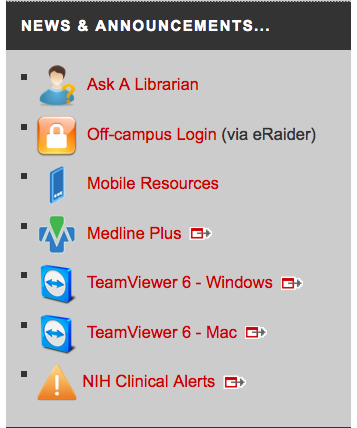 NEWS & ANNOUNCEMENTS...
Ask A Librarian
Off-campus Login (via eRaider)
Mobile Resources
Medline Plus
TeamViewer 6 - Windows
TeamViewer 6 - Mac
NIH Clinical Alerts